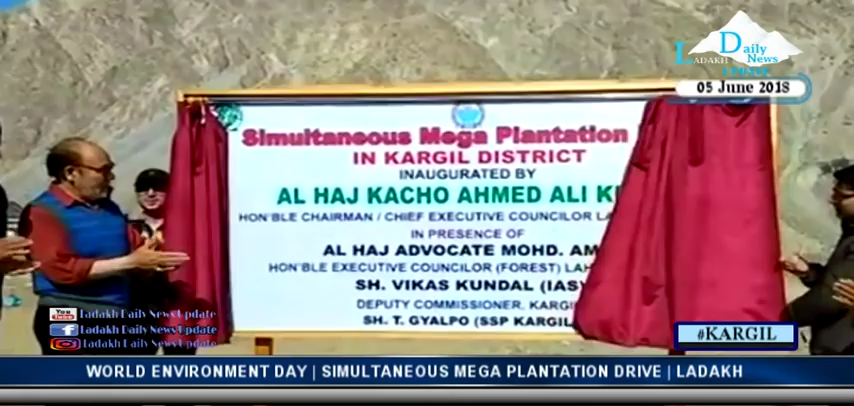 Ladakh
Daily
News
UPDATE
05 June 2018
Simultaneous Mega Plantation
IN KARGIL DISTRICT
INAUGURATED BY
AL HAJ KACHO AHMED ALI
HON'BLE CHAIRMAN / CHIEF EXECUTIVE COUNCILOR
IN PRESENCE OF
AL HAJ ADVOCATE MOHD.
HON'BLE EXECUTIVE COUNCILOR (FOREST)
SH. VIKAS KUNDAL (IAS)
DEPUTY COMMISSIONER,
SH. T. GYALPO (SSP KARGIL
You Tube Ladakh Daily News Update
f Ladakh Daily News Update
Ladakh Daily News Update
#KARGIL
WORLD ENVIRONMENT DAY | SIMULTANEOUS MEGA PLANTATION DRIVE | LADAKH